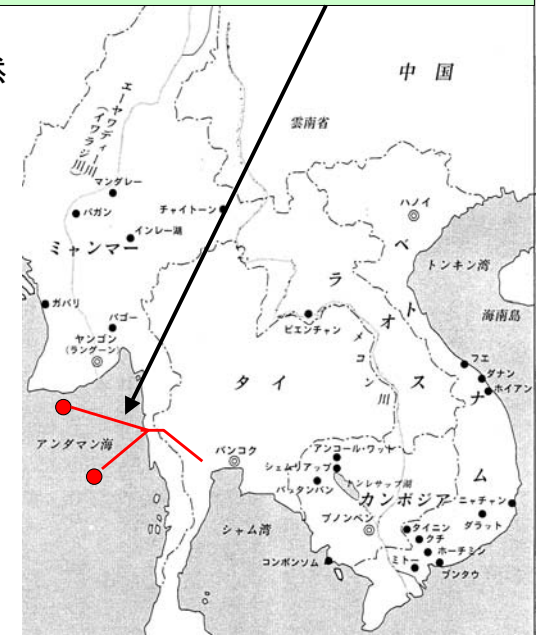 中国
雲南省
エーヤワディー川
(イワラジ川)
マンダレー
バガン
チャイトーン
インレー湖
ミャンマー
ハノイ
トンキン湾
海南島
ベトナム
ラオス
ビエンチャン
メコン川
ガパリ
バゴー
ヤンゴン
(ラングーン)
フエ
ダナン
ホイアン
タイ
アンダマン海
バンコク
アンコール・ワット
シェムリアップ
トンレサップ湖
バッタンバン
カンボジア
ニャチャン
ダラット
シャム湾
プノンペン
タイニン
クチ
ホーチミン
ミトー
ブンタウ
コンポンソム